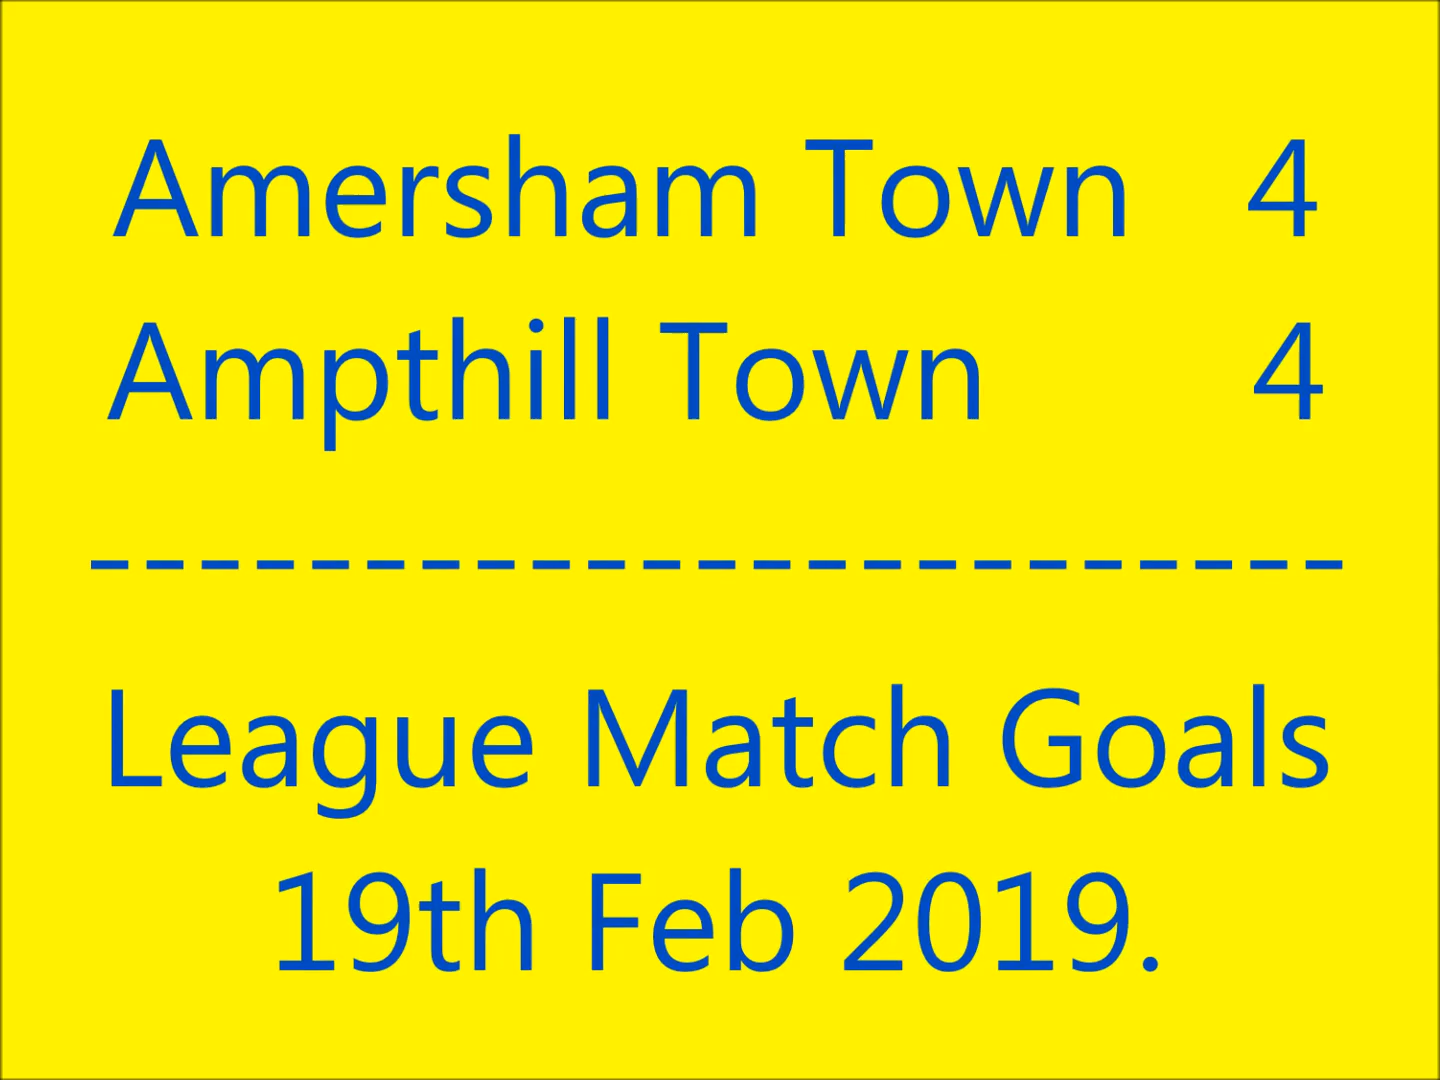 Amersham Town 4
Ampthill Town 4
-----------------------
League Match Goals
19th Feb 2019.